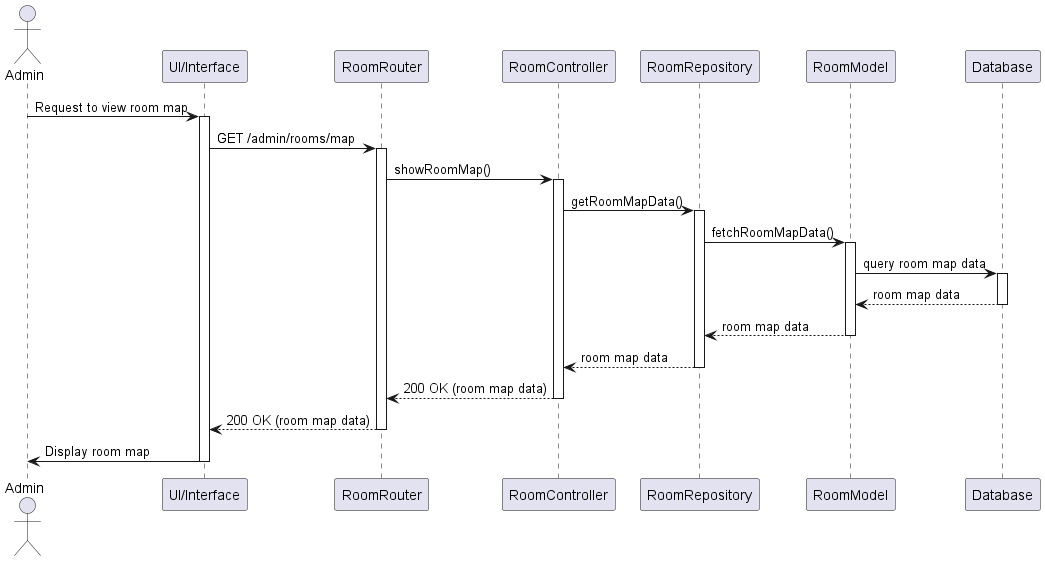 Admin
UI/Interface
RoomRouter
RoomController
RoomRepository
RoomModel
Database
Request to view room map
GET /admin/rooms/map
showRoomMap()
getRoomMapData()
fetchRoomMapData()
query room map data
room map data
room map data
room map data
200 OK (room map data)
200 OK (room map data)
Display room map
Admin
UI/Interface
RoomRouter
RoomController
RoomRepository
RoomModel
Database